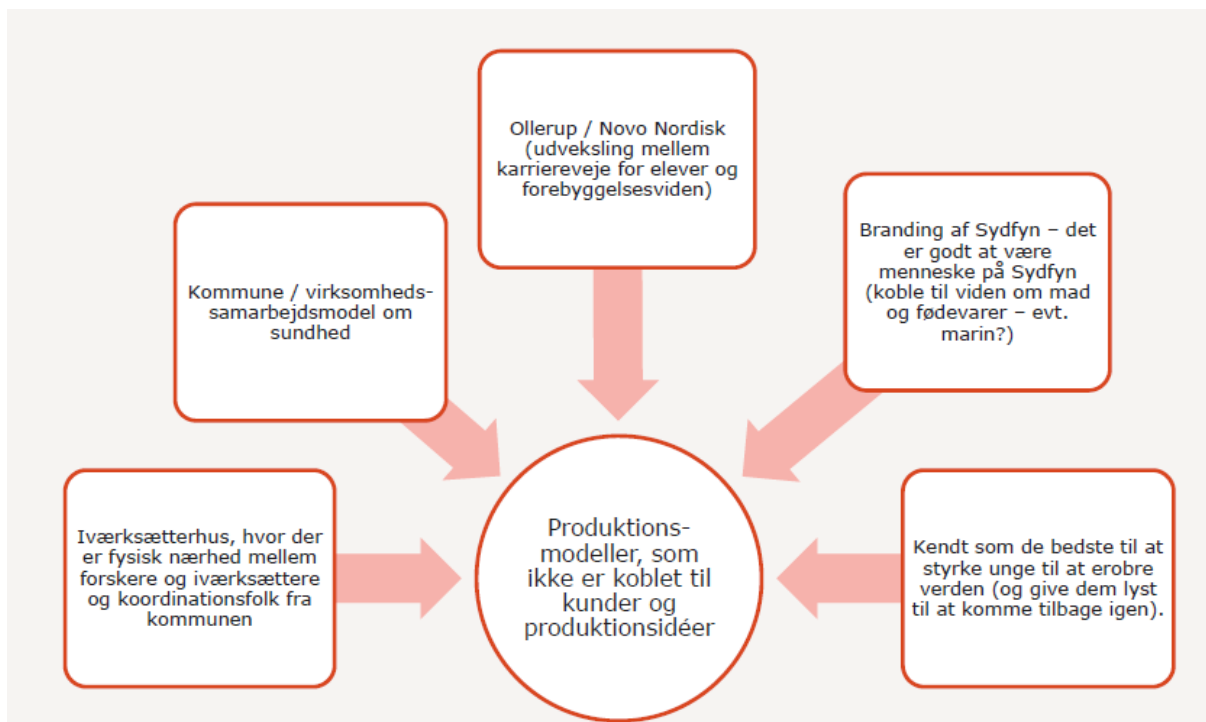 Ollerup / Novo Nordisk
(udveksling mellem
karriereveje for elever og
forebyggelsesviden)
Kommune / virksomheds-
samarbejdsmodel om
sundhed
Branding af Sydfyn – det
er godt at være
menneske på Sydfyn
(koble til viden om mad
og fødevarer – evt.
marin?)
Iværksætterhus, hvor der
er fysisk nærhed mellem
forskere og iværksættere
og koordinationsfolk fra
kommunen
Produktions-
modeller, som
ikke er koblet til
kunder og
produktionsidéer
Kendt som de bedste til at
styrke unge til at erobre
verden (og give dem lyst
til at komme tilbage igen).